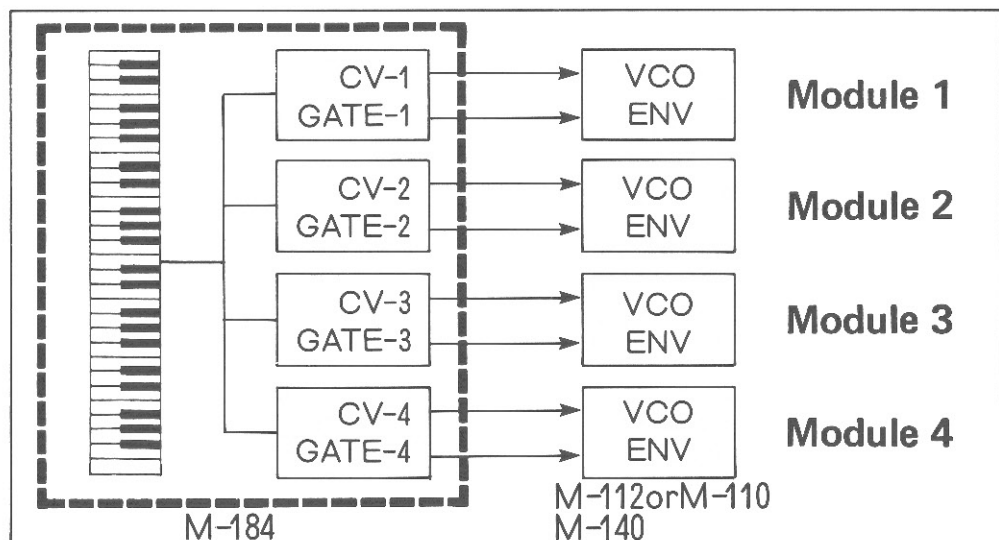 CV-1
GATE-1
VCO
ENV
Module 1
CV-2
GATE-2
VCO
ENV
Module 2
CV-3
GATE-3
VCO
ENV
Module 3
CV-4
GATE-4
VCO
ENV
Module 4
M-184
M-112orM-110
M-140